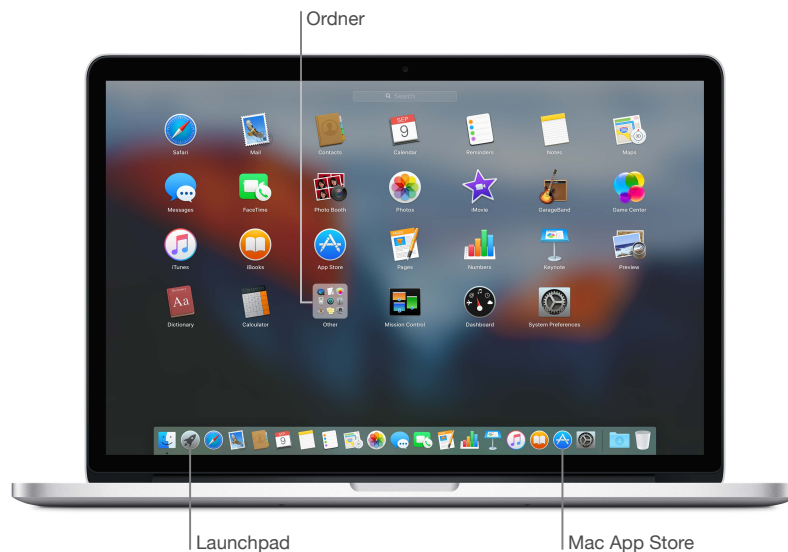 Ordner
Search
Safari Mail Contacts Calendar Reminders Notes Maps
SEP
9
Messages FaceTime Photo Booth Photos iMovie GarageBand Game Center
iTunes iBooks App Store Pages Numbers Keynote Preview
Aa
Dictionary Calculator Other Mission Control Dashboard System Preferences
9
Launchpad Mac App Store